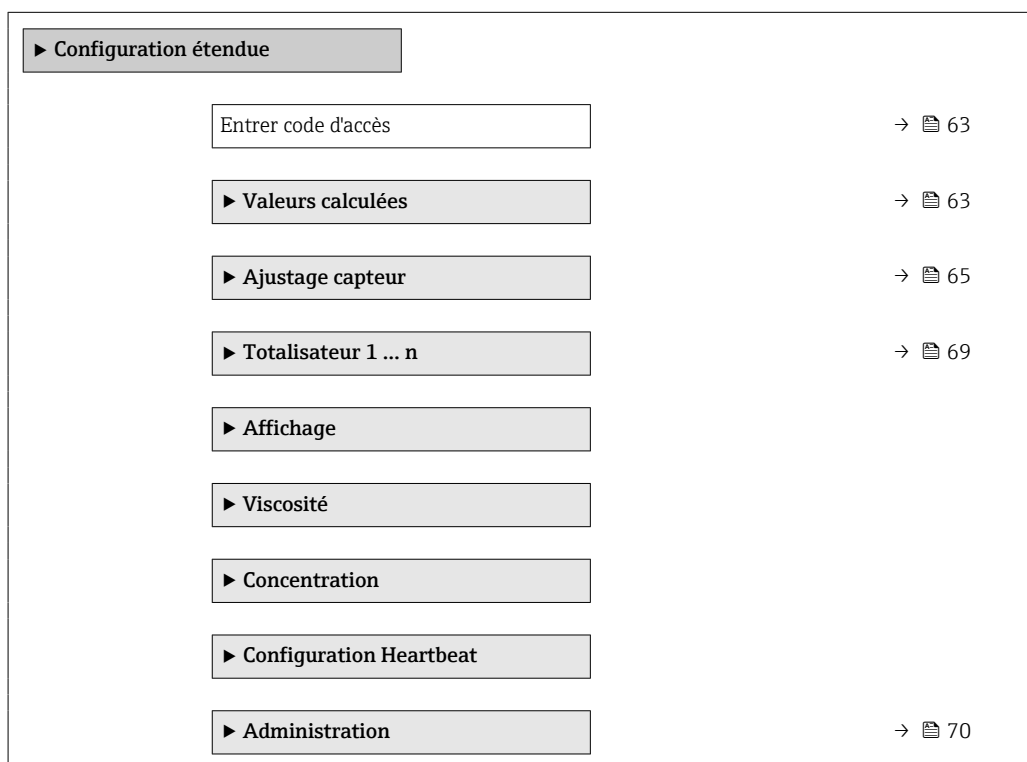 ▶ Configuration étendue
Entrer code d'accès → 63
▶ Valeurs calculées → 63
▶ Ajustage capteur → 65
▶ Totalisateur 1 ... n → 69
▶ Affichage
▶ Viscosité
▶ Concentration
▶ Configuration Heartbeat
▶ Administration → 70